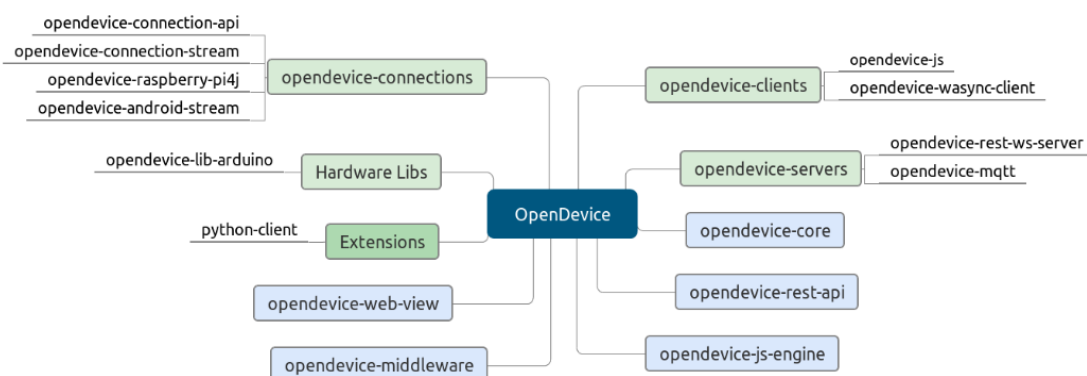 opendevice-connection-api
opendevice-connection-stream
opendevice-raspberry-pi4j
opendevice-android-stream
opendevice-connections
opendevice-lib-arduino
Hardware Libs
python-client
Extensions
opendevice-web-view
opendevice-middleware
OpenDevice
opendevice-clients
opendevice-js
opendevice-wasync-client
opendevice-servers
opendevice-rest-ws-server
opendevice-mqtt
opendevice-core
opendevice-rest-api
opendevice-js-engine